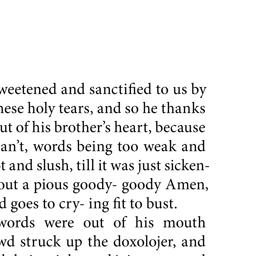 weetened and sanctified to us by
hese holy tears, and so he thanks
ut of his brother's heart, because
an't, words being too weak and
t and slush, till it was just sicken-
out a pious goody- goody Amen,
d goes to cry- ing fit to bust.
words were out of his mouth
wd struck up the doxolojer, and